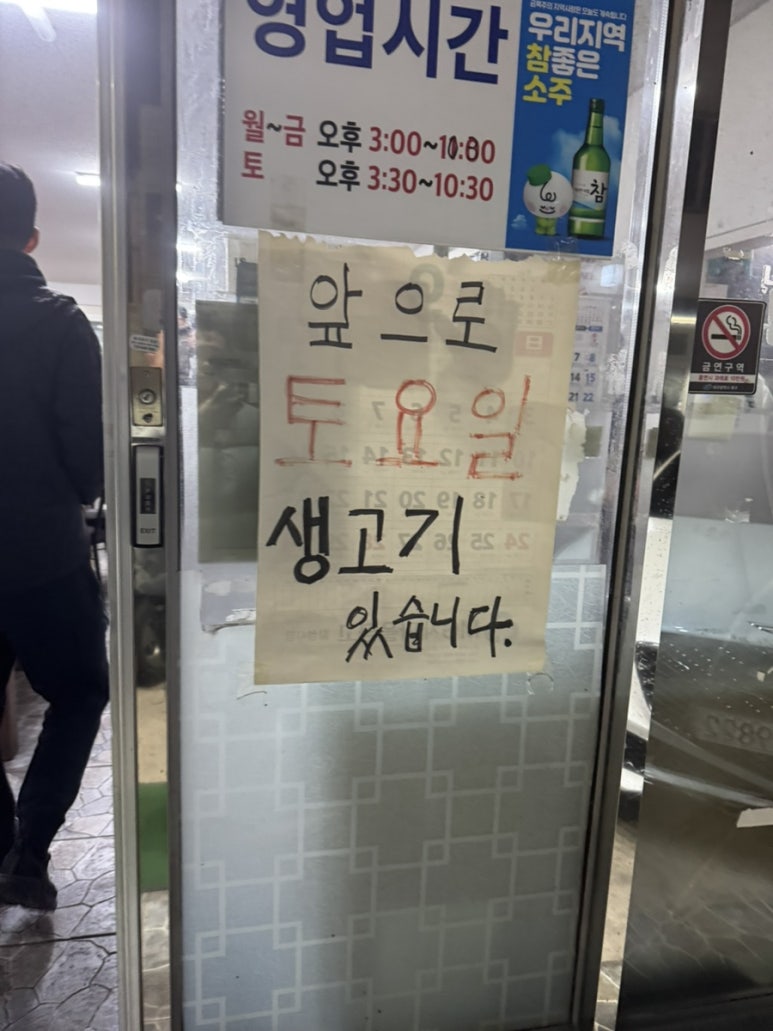 영업시간
월~금 오후 3:00~10:00
토 오후 3:30~10:30
우리지역
참좋은
소주
참
앞으로
토요일
생고기
있습니다.
EXIT
금연구역